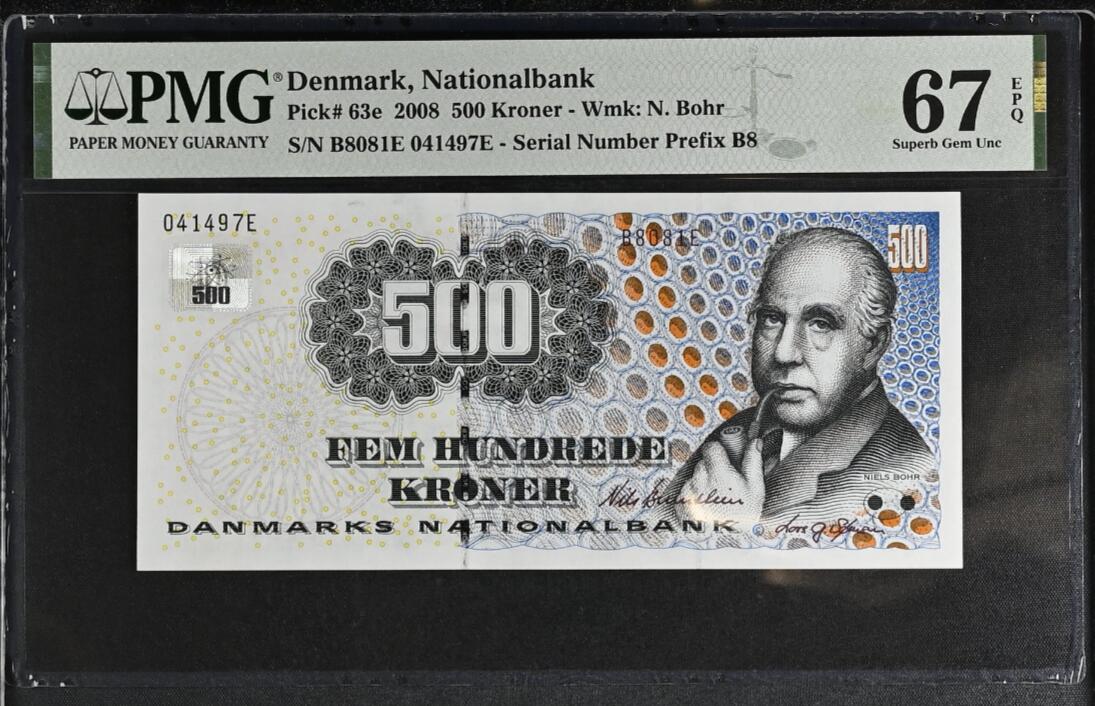 PMG®
PAPER MONEY GUARANTY
Denmark, Nationalbank
Pick# 63e 2008 500 Kroner - Wmk: N. Bohr
S/N B8081E 041497E - Serial Number Prefix B8
67
EPQ
Superb Gem Unc
041497E
B8081E
500
500
500
FEM HUNDREDE
KRONER
NIELS BOHR
DANMARKS NATIONALBANK